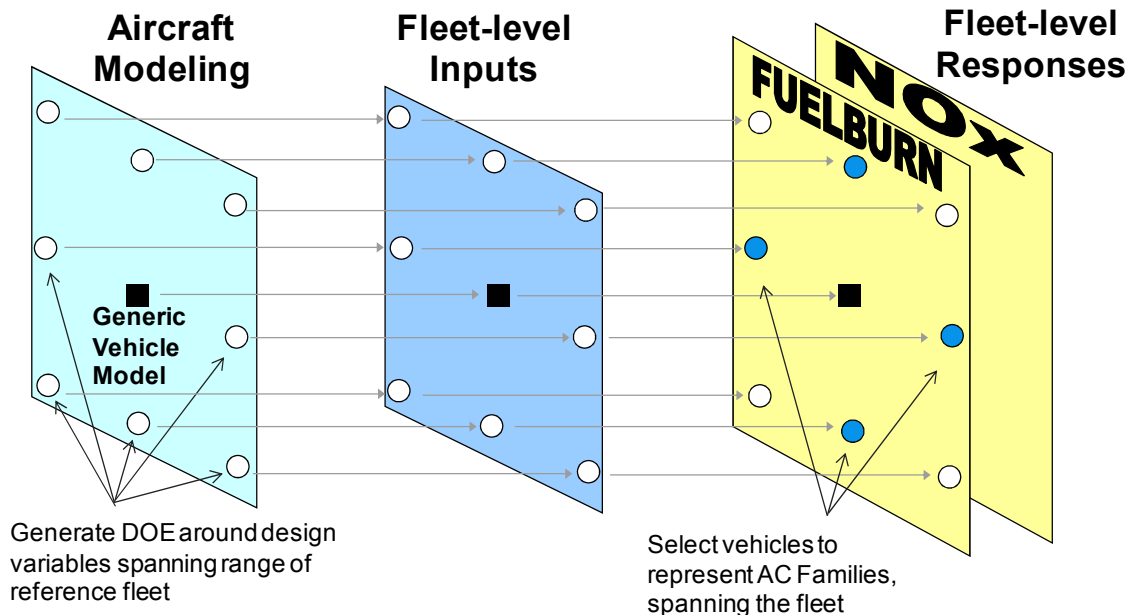 Aircraft
Modeling
Fleet-level
Inputs
Fleet-level
Responses
NOx
FUELBURN
Generic
Vehicle
Model
Generate DOE around design
variables spanning range of
reference fleet
Select vehicles to
represent AC Families,
spanning the fleet